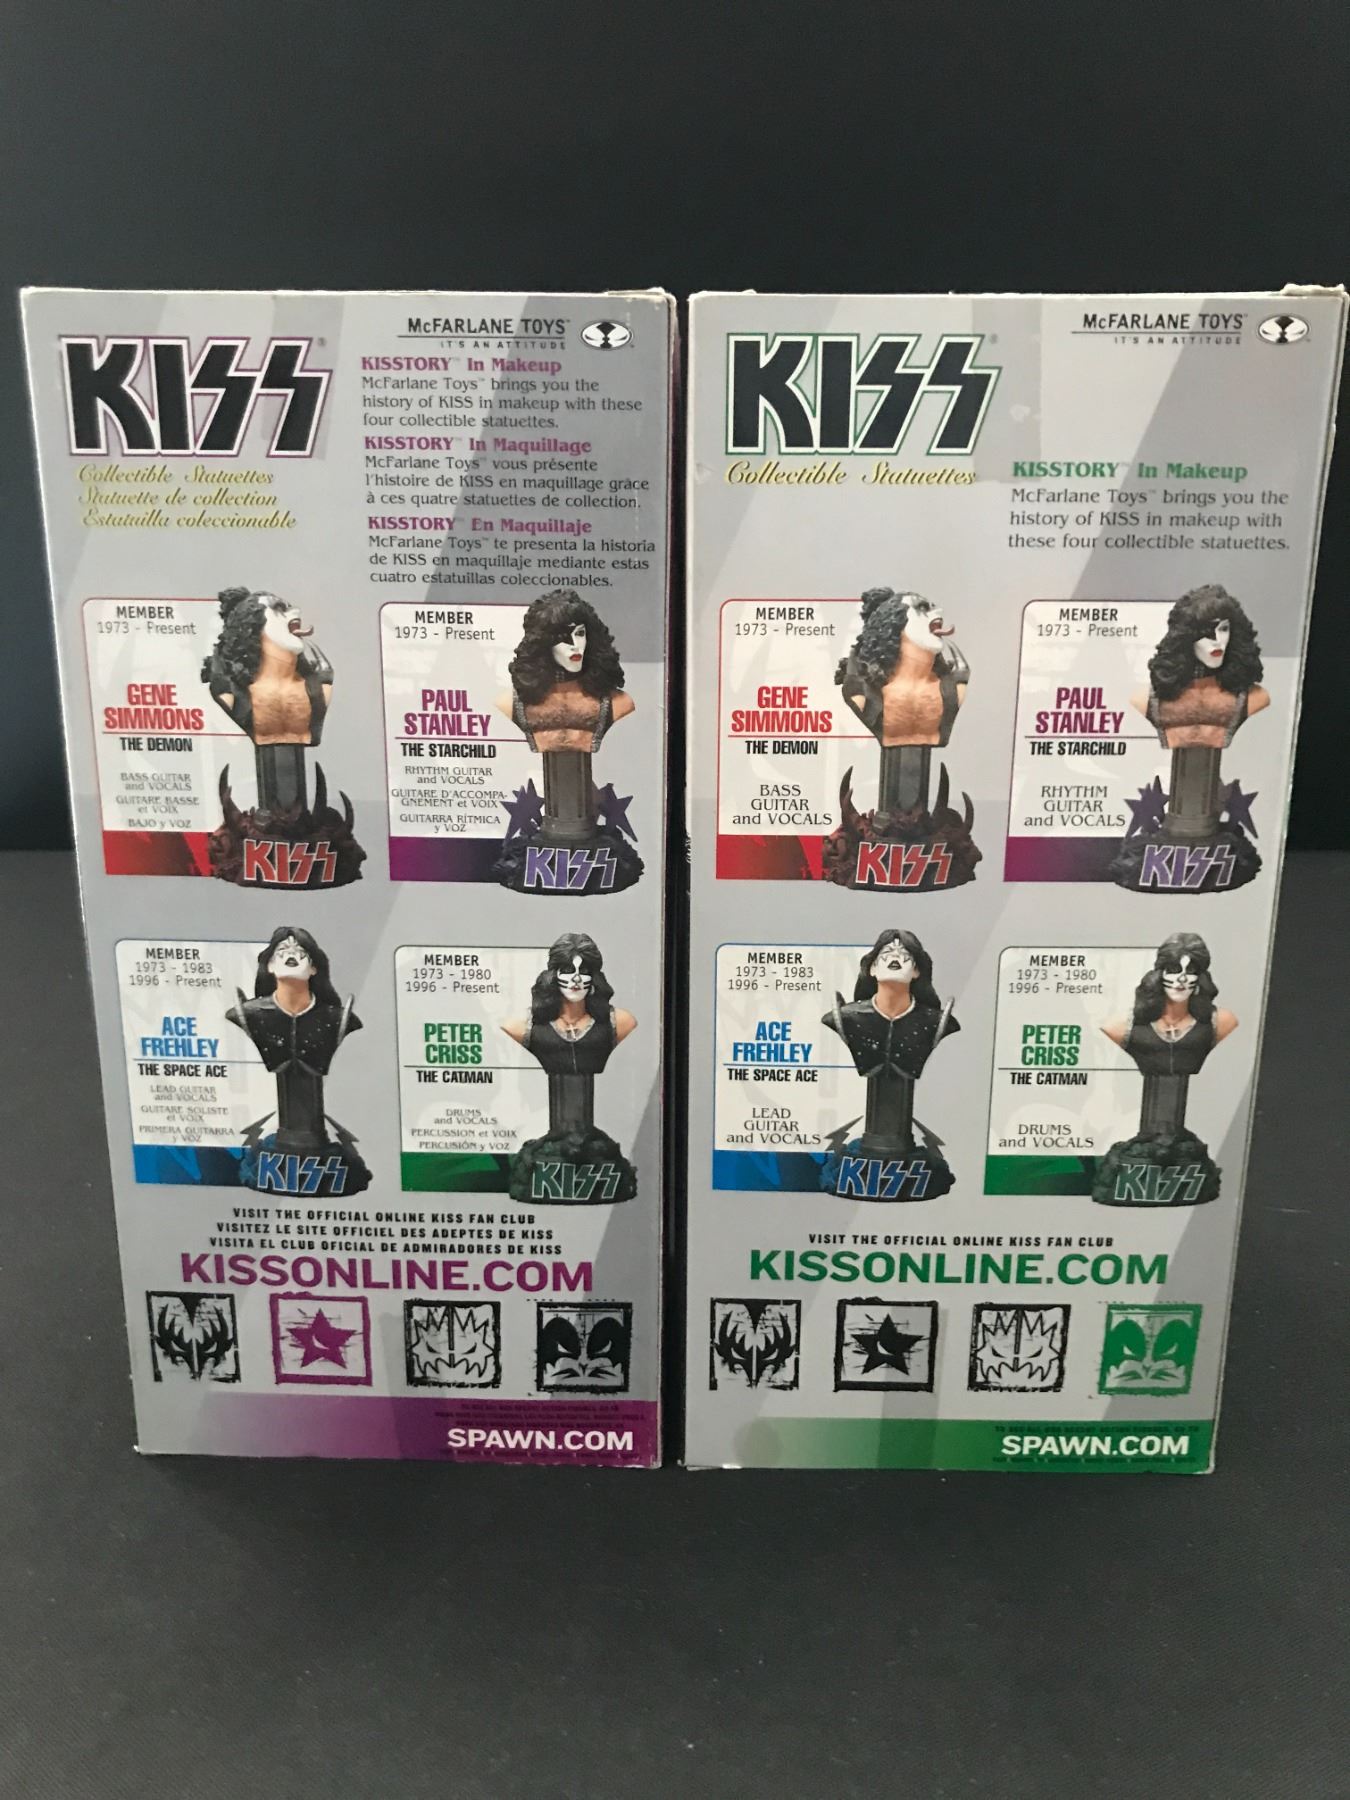 KISS
McFARLANE TOYS™
IT'S AN ATTITUDE
KISSTORY™ In Makeup
McFarlane Toys™ brings you the
history of KISS in makeup with these
four collectible statuettes.
KISSTORY™ In Maquillage
McFarlane Toys™ vous présente
l'histoire de KISS en maquillage grâce
à ces quatre statuettes de collection.
KISSTORY™ En Maquillaje
McFarlane Toys™ te presenta la historia
de KISS en maquillaje mediante estas
cuatro estatuillas coleccionables.
Collectible Statuettes
Statuette de collection
Estatuilla coleccionable
MEMBER
1973 - Present
GENE
SIMMONS
THE DEMON
BASS GUITAR
and VOCALS
GUITARE BASSE
et VOIX
BAJO y VOZ
KISS
MEMBER
1973 - Present
PAUL
STANLEY
THE STARCHILD
RHYTHM GUITAR
and VOCALS
GUITARE D'ACCOMPA-
GNEMENT et VOIX
GUITARRA RÍTMICA
y VOZ
KISS
MEMBER
1973 - 1983
1996 - Present
ACE
FREHLEY
THE SPACE ACE
LEAD GUITAR
and VOCALS
GUITARE SOLISTE
et VOIX
PRIMERA GUITARRA
y VOZ
KISS
MEMBER
1973 - 1980
1996 - Present
PETER
CRISS
THE CATMAN
DRUMS
and VOCALS
PERCUSSION et VOIX
PERCUSIÓN y VOZ
KISS
VISIT THE OFFICIAL ONLINE KISS FAN CLUB
VISITEZ LE SITE OFFICIEL DES ADEPTES DE KISS
VISITA EL CLUB OFICIAL DE ADMIRADORES DE KISS
KISSONLINE.COM
SPAWN.COM
KISS
McFARLANE TOYS™
IT'S AN ATTITUDE
Collectible Statuettes
KISSTORY™ In Makeup
McFarlane Toys™ brings you the
history of KISS in makeup with
these four collectible statuettes.
MEMBER
1973 - Present
GENE
SIMMONS
THE DEMON
BASS
GUITAR
and VOCALS
KISS
MEMBER
1973 - Present
PAUL
STANLEY
THE STARCHILD
RHYTHM
GUITAR
and VOCALS
KISS
MEMBER
1973 - 1983
1996 - Present
ACE
FREHLEY
THE SPACE ACE
LEAD
GUITAR
and VOCALS
KISS
MEMBER
1973 - 1980
1996 - Present
PETER
CRISS
THE CATMAN
DRUMS
and VOCALS
KISS
VISIT THE OFFICIAL ONLINE KISS FAN CLUB
KISSONLINE.COM
SPAWN.COM